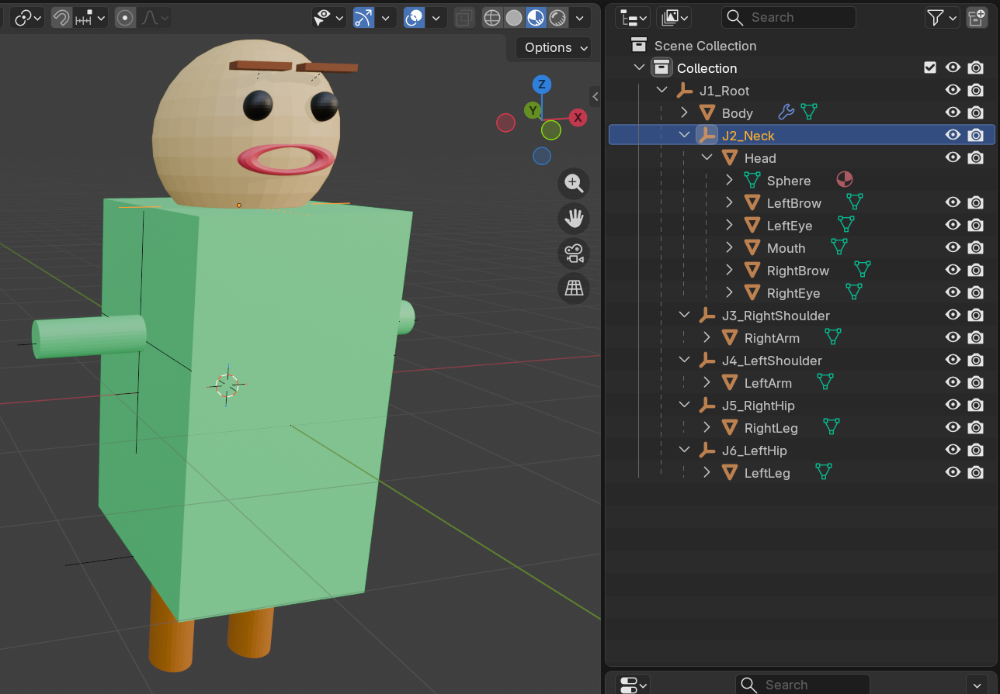 Options
Z
Y
X
Search
Scene Collection
Collection
J1_Root
Body
J2_Neck
Head
Sphere
LeftBrow
LeftEye
Mouth
RightBrow
RightEye
J3_RightShoulder
RightArm
J4_LeftShoulder
LeftArm
J5_RightHip
RightLeg
J6_LeftHip
LeftLeg
Search